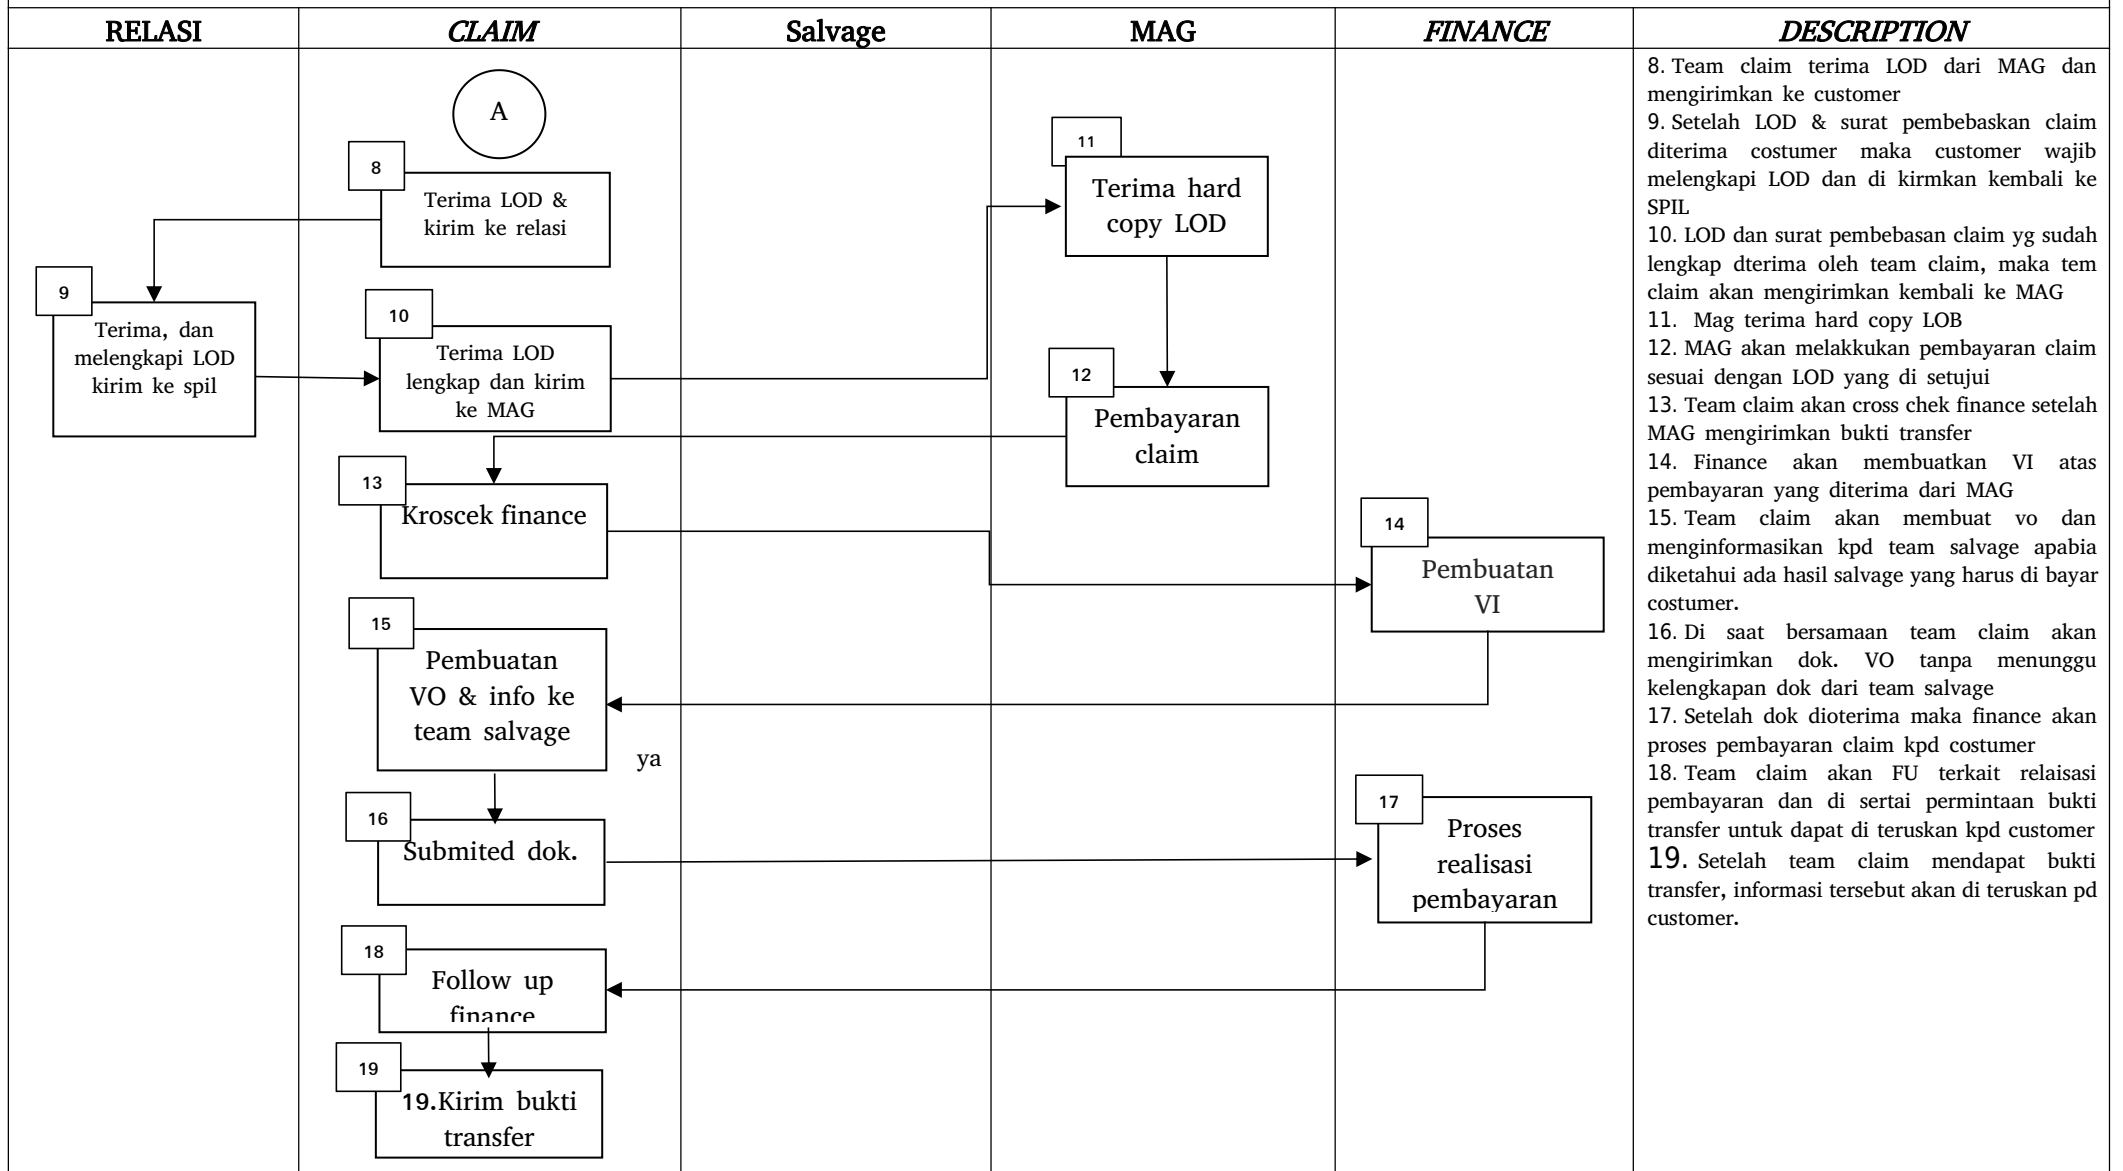 RELASI
CLAIM
Salvage
MAG
FINANCE
DESCRIPTION
A
8
Terima LOD &
kirim ke relasi
9
Terima, dan
melengkapi LOD
kirim ke spil
10
Terima LOD
lengkap dan kirim
ke MAG
11
Terima hard
copy LOD
12
Pembayaran
claim
13
Kroscek finance
14
Pembuatan
VI
15
Pembuatan
VO & info ke
team salvage
ya
16
Submited dok.
17
Proses
realisasi
pembayaran
18
Follow up
finance
19
19.Kirim bukti
transfer
8. Team claim terima LOD dari MAG dan
mengirimkan ke customer
9. Setelah LOD & surat pembebaskan claim
diterima costumer maka customer wajib
melengkapi LOD dan di kirmkan kembali ke
SPIL
10. LOD dan surat pembebasan claim yg sudah
lengkap dterima oleh team claim, maka tem
claim akan mengirimkan kembali ke MAG
11. Mag terima hard copy LOB
12. MAG akan melakkukan pembayaran claim
sesuai dengan LOD yang di setujui
13. Team claim akan cross chek finance setelah
MAG mengirimkan bukti transfer
14. Finance akan membuatkan VI atas
pembayaran yang diterima dari MAG
15. Team claim akan membuat vo dan
menginformasikan kpd team salvage apabia
diketahui ada hasil salvage yang harus di bayar
costumer.
16. Di saat bersamaan team claim akan
mengirimkan dok. VO tanpa menunggu
kelengkapan dok dari team salvage
17. Setelah dok dioterima maka finance akan
proses pembayaran claim kpd costumer
18. Team claim akan FU terkait relaisasi
pembayaran dan di sertai permintaan bukti
transfer untuk dapat di teruskan kpd customer
19. Setelah team claim mendapat bukti
transfer, informasi tersebut akan di teruskan pd
customer.